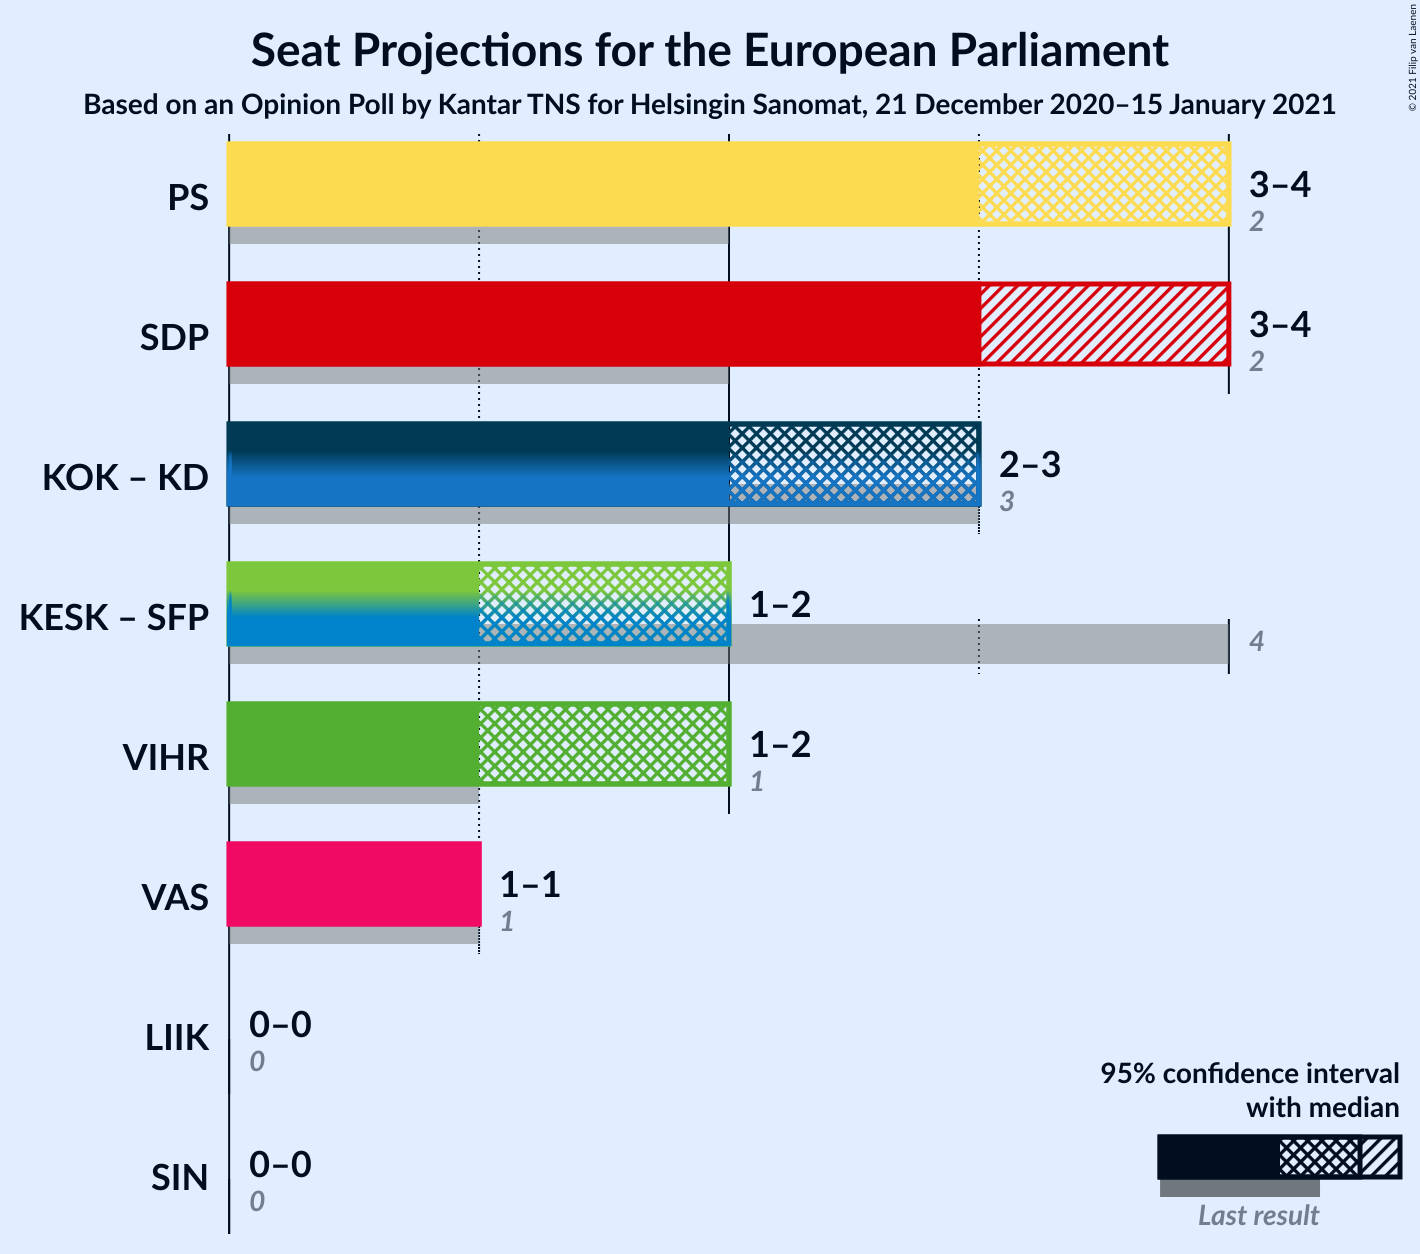 Seat Projections for the European Parliament
Based on an Opinion Poll by Kantar TNS for Helsingin Sanomat, 21 December 2020–15 January 2021
© 2021 Filip van Laenen
PS
3–4
2
SDP
3–4
2
KOK – KD
2–3
3
KESK – SFP
1–2
4
VIHR
1–2
1
VAS
1–1
1
LIIK
0–0
0
SIN
0–0
0
95% confidence interval
with median
Last result